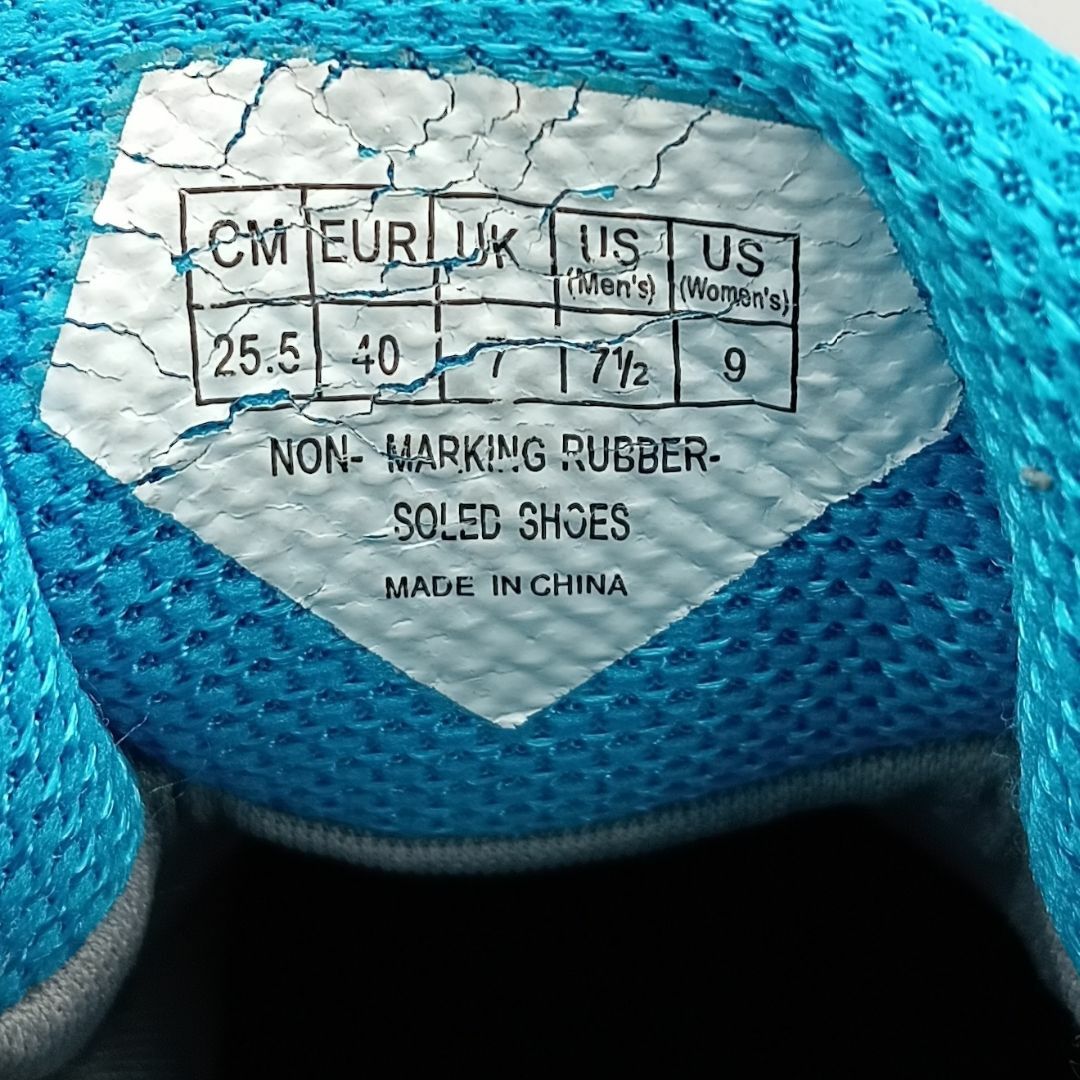 CM EUR UK US US
(Men's) (Women's)
25.5 40 7 7½ 9
NON- MARKING RUBBER-
SOLED SHOES
MADE IN CHINA